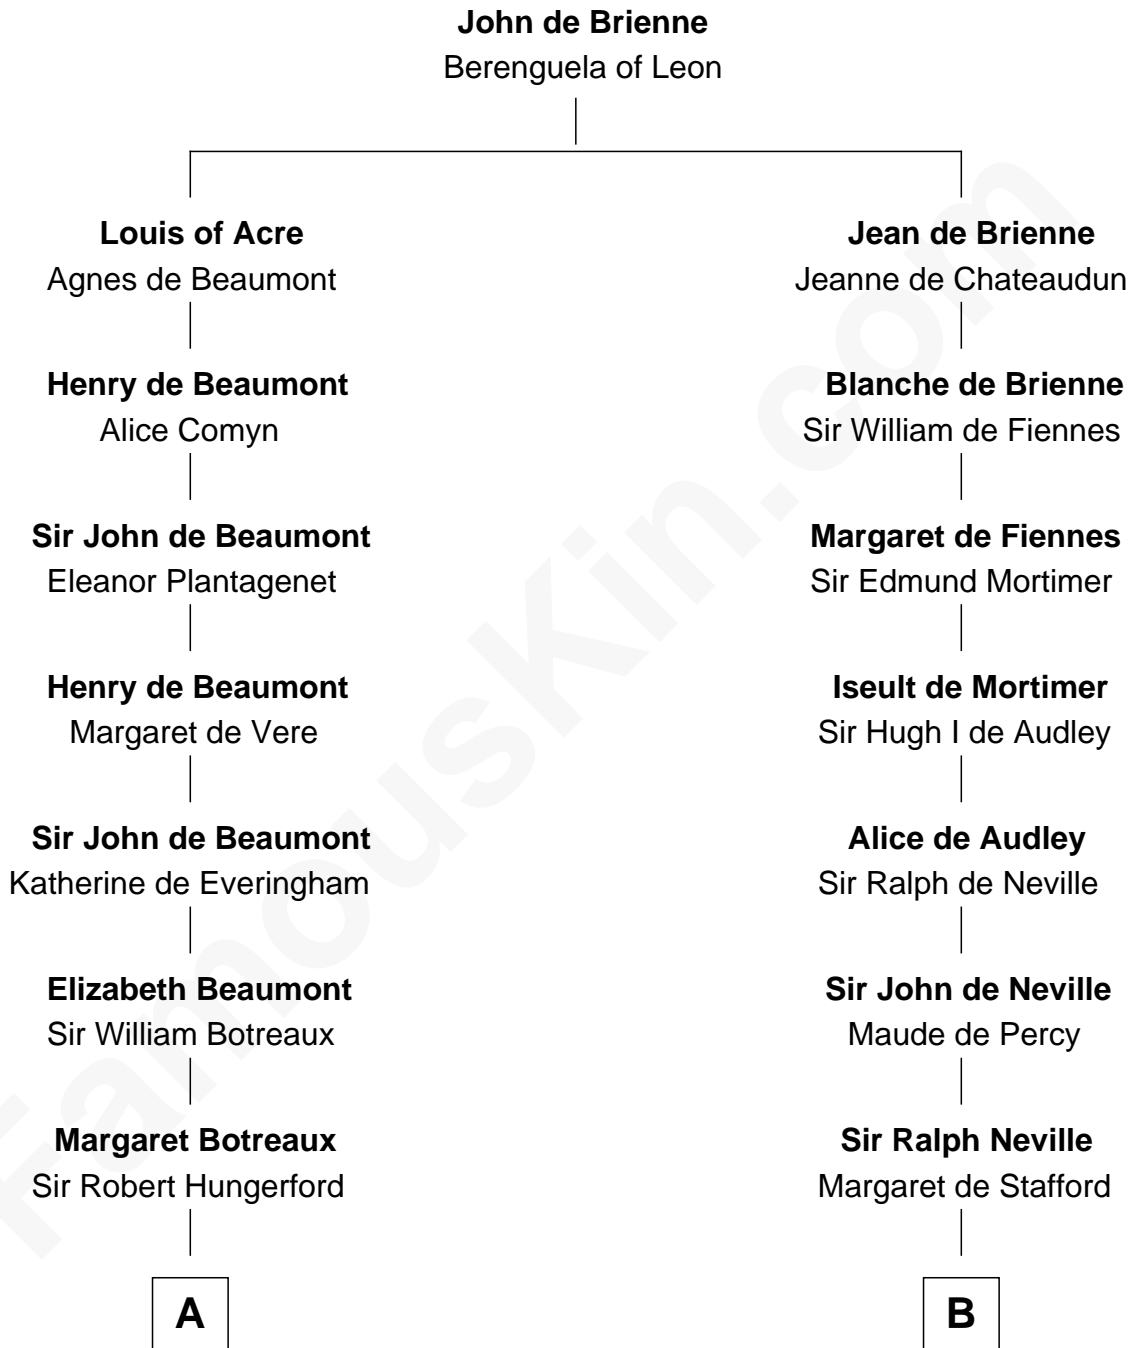 John de Brienne
Berenguela of Leon
Louis of Acre
Agnes de Beaumont
Jean de Brienne
Jeanne de Chateaudun
Henry de Beaumont
Alice Comyn
Blanche de Brienne
Sir William de Fiennes
Sir John de Beaumont
Eleanor Plantagenet
Margaret de Fiennes
Sir Edmund Mortimer
Henry de Beaumont
Margaret de Vere
Iseult de Mortimer
Sir Hugh I de Audley
Sir John de Beaumont
Katherine de Everingham
Alice de Audley
Sir Ralph de Neville
Elizabeth Beaumont
Sir William Botreaux
Sir John de Neville
Maude de Percy
Margaret Botreaux
Sir Robert Hungerford
Sir Ralph Neville
Margaret de Stafford
A
B
FamousKin.com